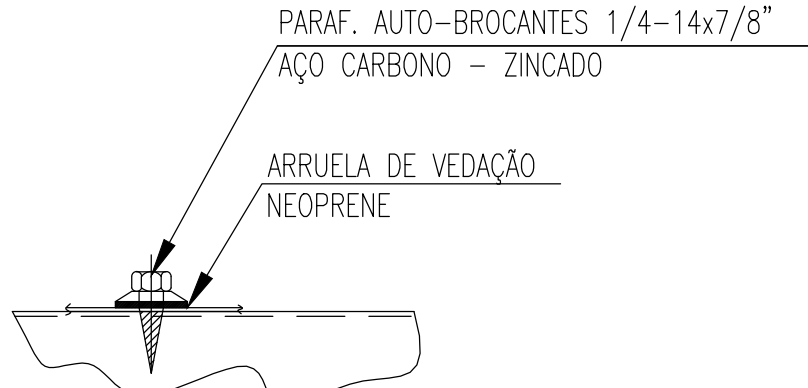 PARAF. AUTO-BROCANTES 1/4-14x7/8"
AÇO CARBONO - ZINCADO
ARRUELA DE VEDAÇÃO
NEOPRENE